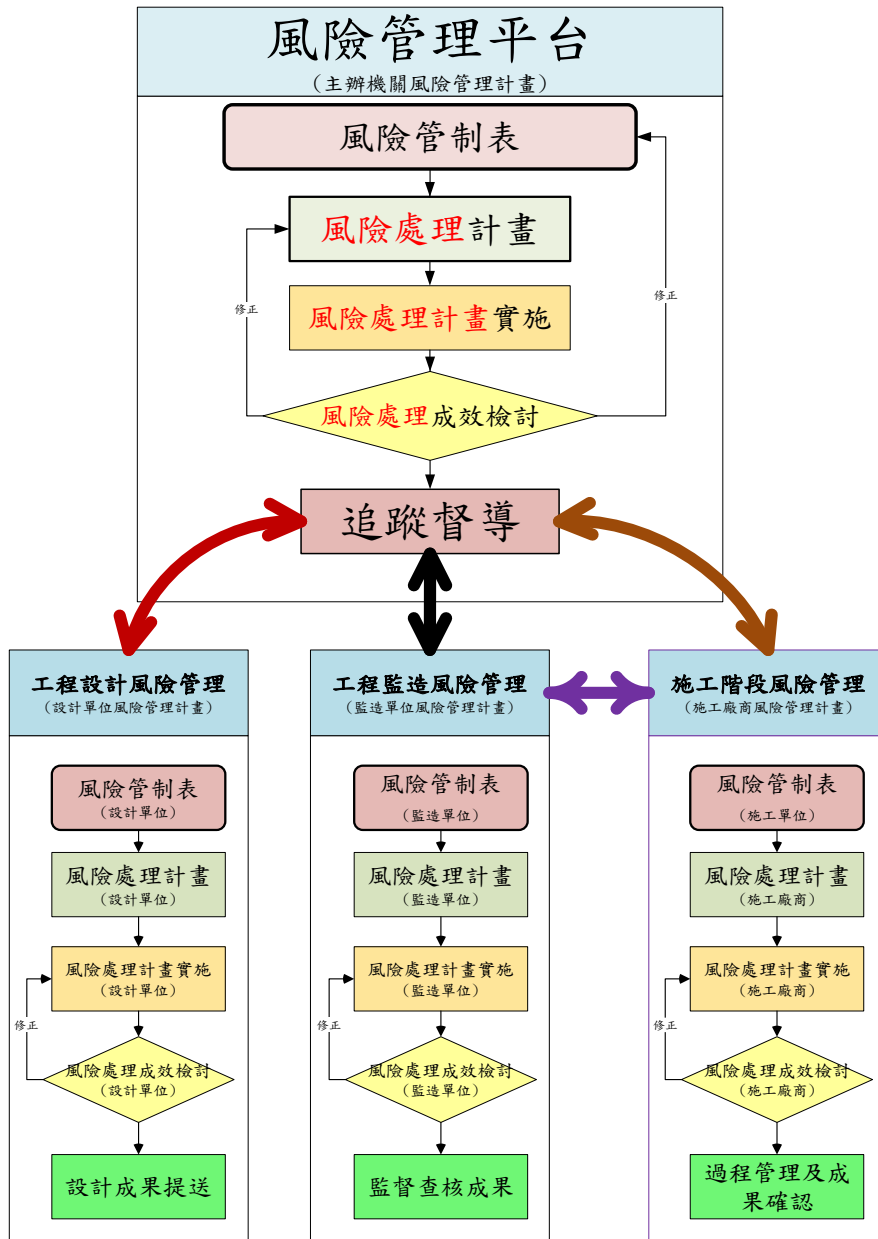 風險管理平台
（主辦機關風險管理計畫）
風險管制表
風險處理計畫
修正
修正
風險處理計畫實施
風險處理成效檢討
追蹤督導
工程設計風險管理
（設計單位風險管理計畫）
風險管制表
（設計單位）
風險處理計畫
（設計單位）
風險處理計畫實施
（設計單位）
修正
風險處理成效檢討
（設計單位）
設計成果提送
工程監造風險管理
（監造單位風險管理計畫）
風險管制表
（監造單位）
風險處理計畫
（監造單位）
風險處理計畫實施
（監造單位）
修正
風險處理成效檢討
（監造單位）
監督查核成果
施工階段風險管理
（施工廠商風險管理計畫）
風險管制表
（施工單位）
風險處理計畫
（施工廠商）
風險處理計畫實施
（施工廠商）
修正
風險處理成效檢討
（施工廠商）
過程管理及成
果確認